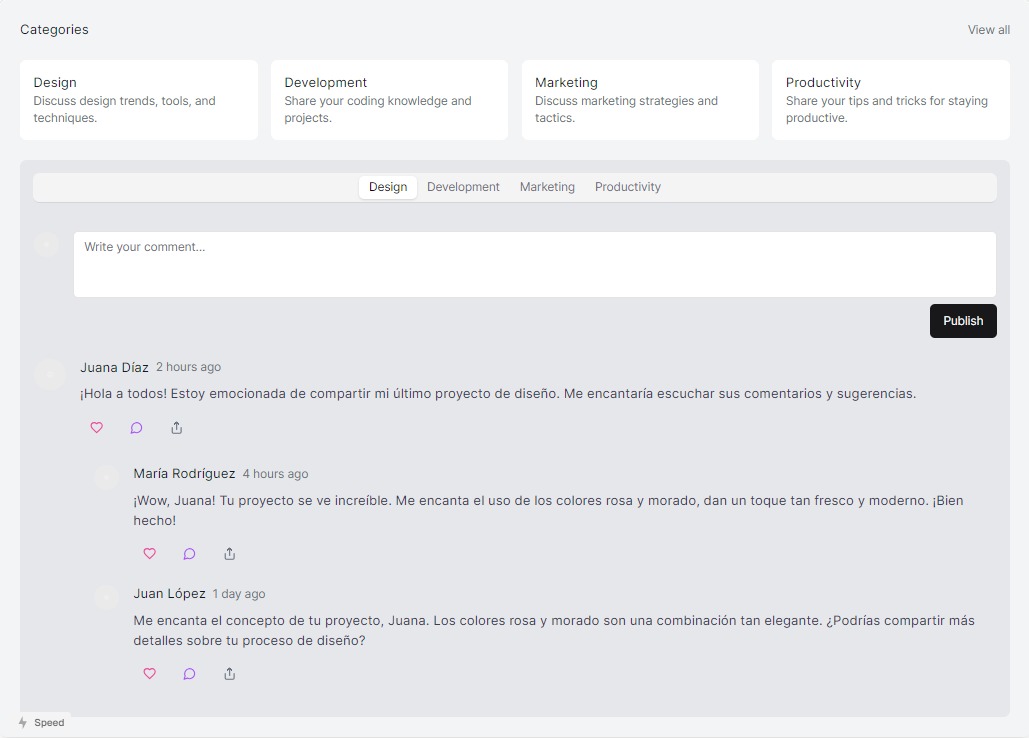 Categories
View all
Design
Discuss design trends, tools, and
techniques.
Development
Share your coding knowledge and
projects.
Marketing
Discuss marketing strategies and
tactics.
Productivity
Share your tips and tricks for staying
productive.
Design Development Marketing Productivity
Write your comment...
Publish
Juana Díaz 2 hours ago
¡Hola a todos! Estoy emocionada de compartir mi último proyecto de diseño. Me encantaría escuchar sus comentarios y sugerencias.
María Rodríguez 4 hours ago
¡Wow, Juana! Tu proyecto se ve increíble. Me encanta el uso de los colores rosa y morado, dan un toque tan fresco y moderno. ¡Bien
hecho!
Juan López 1 day ago
Me encanta el concepto de tu proyecto, Juana. Los colores rosa y morado son una combinación tan elegante. ¿Podrías compartir más
detalles sobre tu proceso de diseño?
Speed